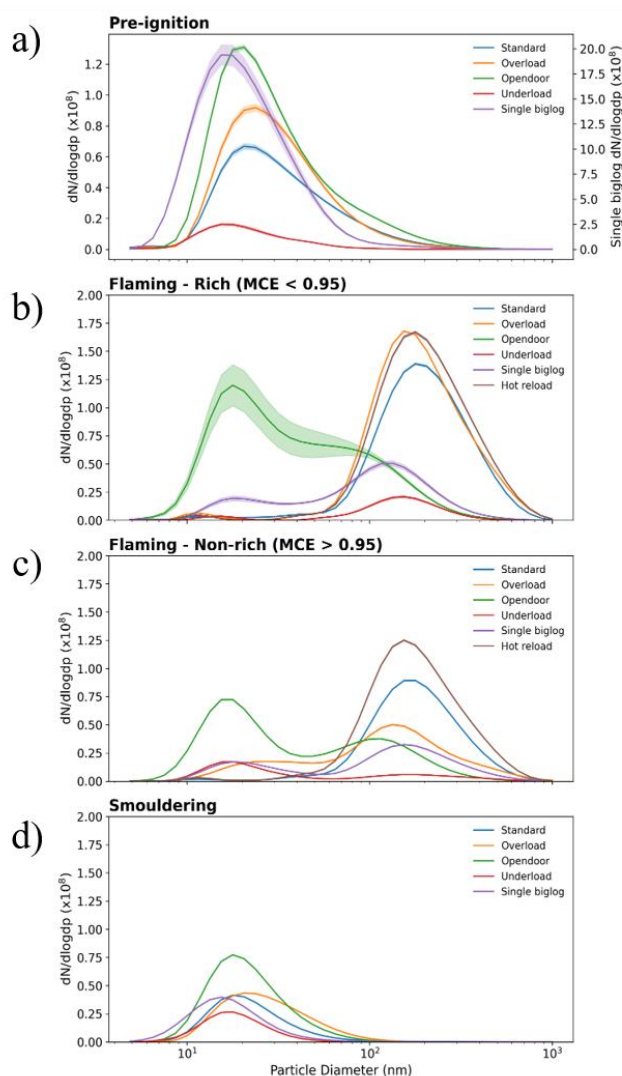 Pre-ignition
a)
dN/dlogdp (x10⁸)
1.2
1.0
0.8
0.6
0.4
0.2
0.0
Standard
Overload
Opendoor
Underload
Single biglog
20.0
17.5
15.0
12.5
10.0
7.5
5.0
2.5
0.0
Single biglog dN/dlogdp (x10⁸)
Flaming - Rich (MCE < 0.95)
b)
dN/dlogdp (x10⁸)
2.00
1.75
1.50
1.25
1.00
0.75
0.50
0.25
0.00
Standard
Overload
Opendoor
Underload
Single biglog
Hot reload
Flaming - Non-rich (MCE > 0.95)
c)
dN/dlogdp (x10⁸)
2.00
1.75
1.50
1.25
1.00
0.75
0.50
0.25
0.00
Standard
Overload
Opendoor
Underload
Single biglog
Hot reload
Smouldering
d)
dN/dlogdp (x10⁸)
2.00
1.75
1.50
1.25
1.00
0.75
0.50
0.25
0.00
Standard
Overload
Opendoor
Underload
Single biglog
10¹
10²
10³
Particle Diameter (nm)